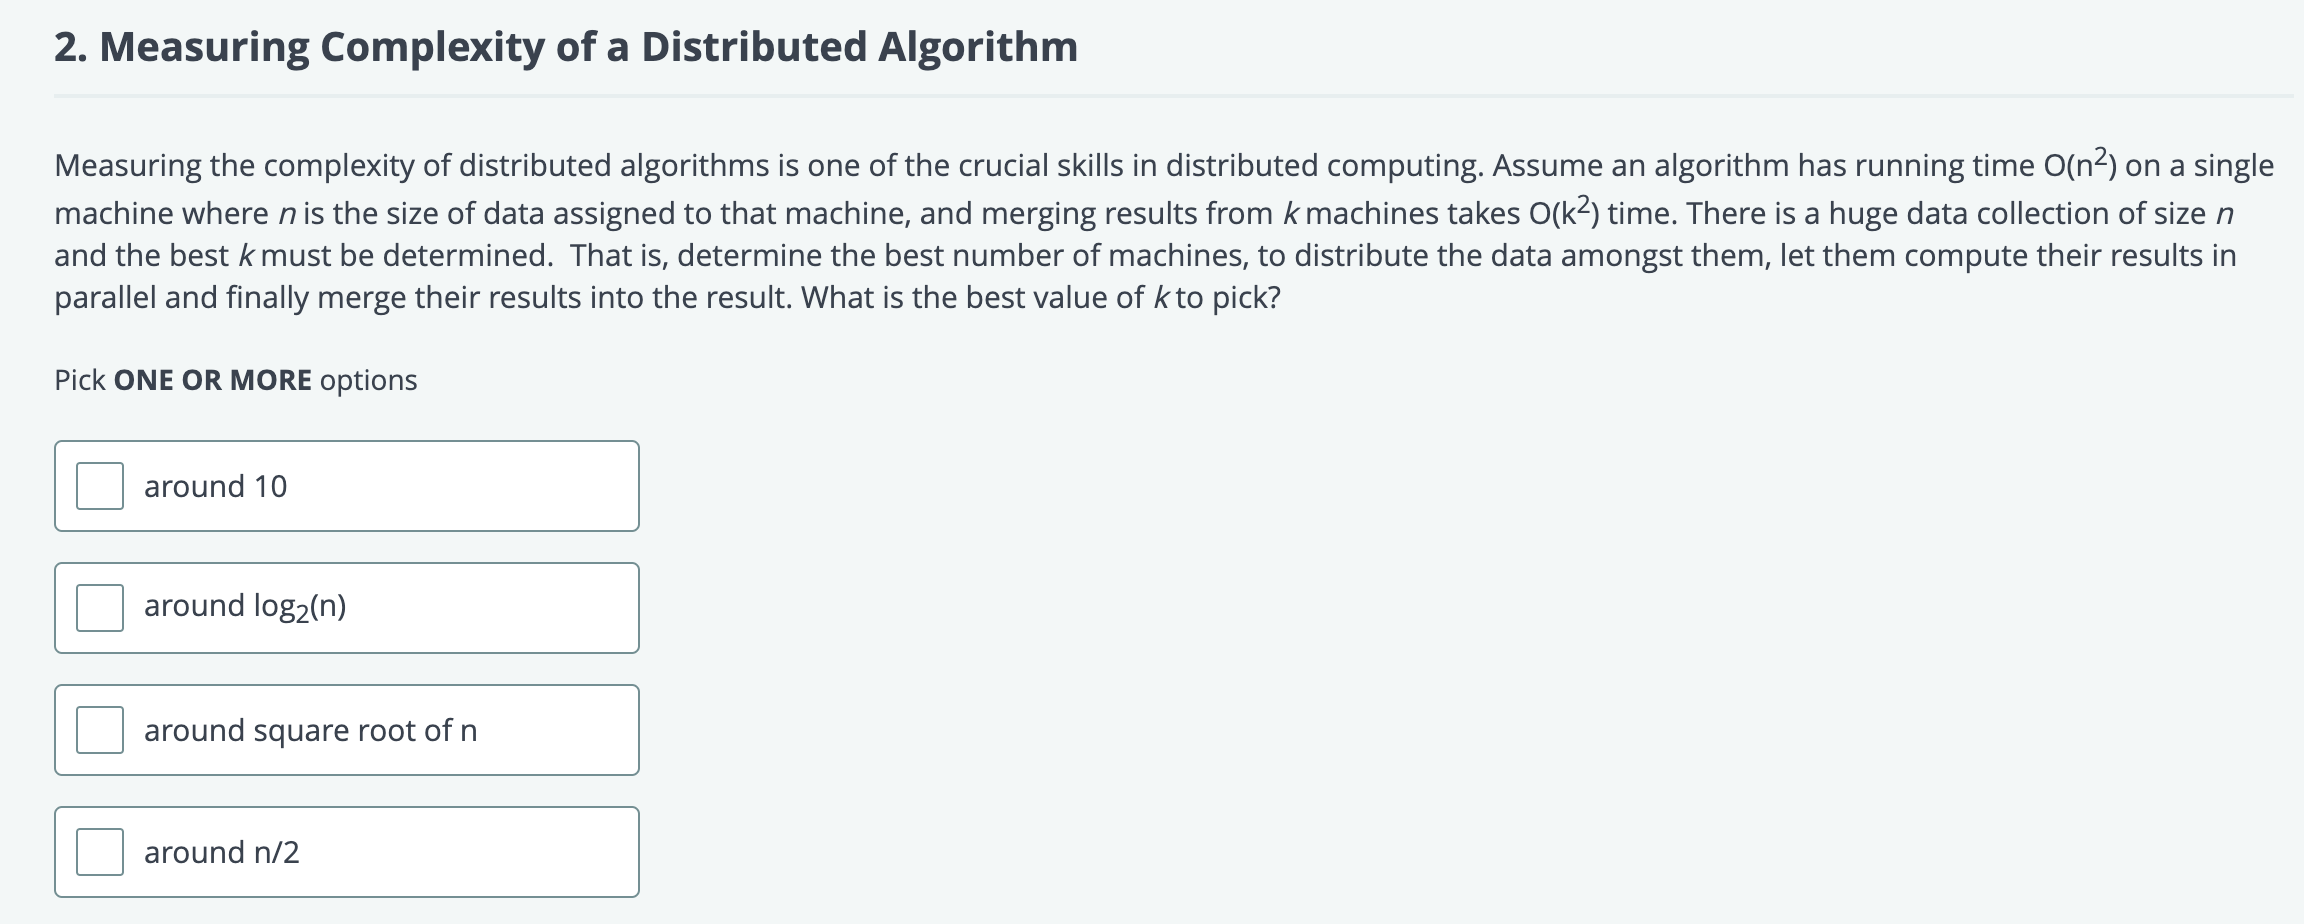 2. Measuring Complexity of a Distributed Algorithm
Measuring the complexity of distributed algorithms is one of the crucial skills in distributed computing. Assume an algorithm has running time O(n²) on a single
machine where n is the size of data assigned to that machine, and merging results from k machines takes O(k²) time. There is a huge data collection of size n
and the best k must be determined.  That is, determine the best number of machines, to distribute the data amongst them, let them compute their results in
parallel and finally merge their results into the result. What is the best value of k to pick?
Pick ONE OR MORE options
around 10
around log₂(n)
around square root of n
around n/2